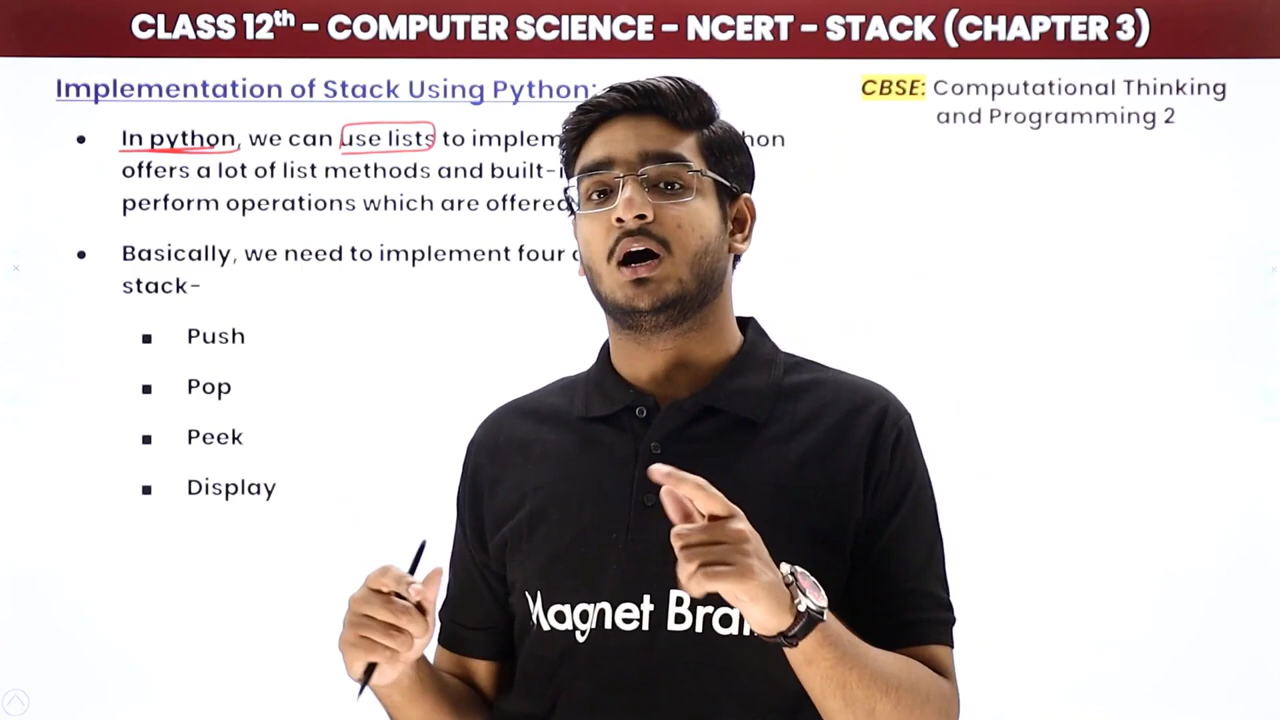 CLASS 12th - COMPUTER SCIENCE - NCERT - STACK (CHAPTER 3)
Implementation of Stack Using Python:
CBSE: Computational Thinking
and Programming 2
• In python, we can use lists to implem hon
offers a lot of list methods and built-i
perform operations which are offered
• Basically, we need to implement four
stack-
▪ Push
▪ Pop
▪ Peek
▪ Display
Magnet Brai